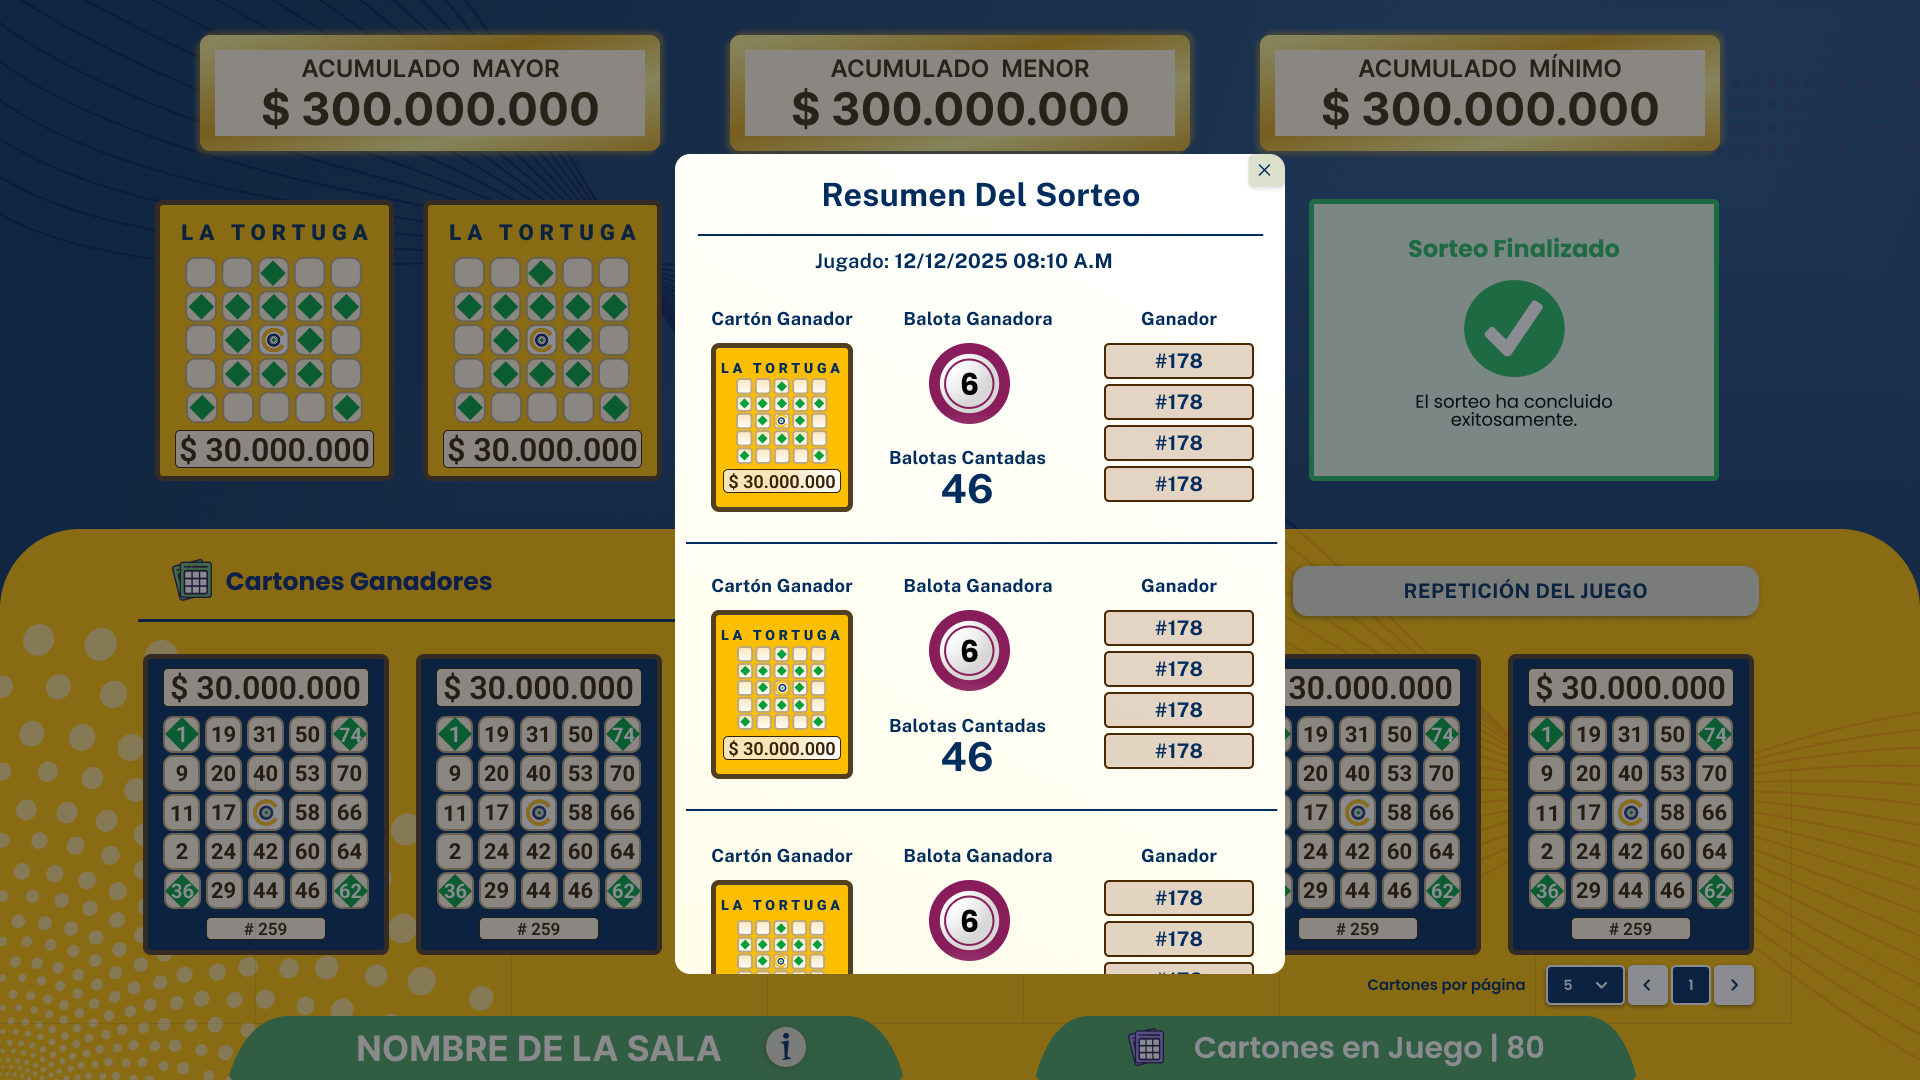 ACUMULADO MAYOR
$ 300.000.000
ACUMULADO MENOR
$ 300.000.000
ACUMULADO MÍNIMO
$ 300.000.000
LA TORTUGA
$ 30.000.000
LA TORTUGA
$ 30.000.000
Resumen Del Sorteo
Jugado: 12/12/2025 08:10 A.M
Cartón Ganador
Balota Ganadora
Ganador
LA TORTUGA
$ 30.000.000
6
Balotas Cantadas
46
#178
#178
#178
#178
Cartón Ganador
Balota Ganadora
Ganador
LA TORTUGA
$ 30.000.000
6
Balotas Cantadas
46
#178
#178
#178
#178
Cartón Ganador
Balota Ganadora
Ganador
LA TORTUGA
6
#178
#178
Sorteo Finalizado
El sorteo ha concluido
exitosamente.
Cartones Ganadores
REPETICIÓN DEL JUEGO
$ 30.000.000
1 19 31 50 74
9 20 40 53 70
11 17 58 66
2 24 42 60 64
36 29 44 46 62
# 259
$ 30.000.000
1 19 31 50 74
9 20 40 53 70
11 17 58 66
2 24 42 60 64
36 29 44 46 62
# 259
30.000.000
19 31 50 74
20 40 53 70
17 58 66
24 42 60 64
29 44 46 62
# 259
$ 30.000.000
1 19 31 50 74
9 20 40 53 70
11 17 58 66
2 24 42 60 64
36 29 44 46 62
# 259
Cartones por página
5
1
NOMBRE DE LA SALA
i
Cartones en Juego | 80